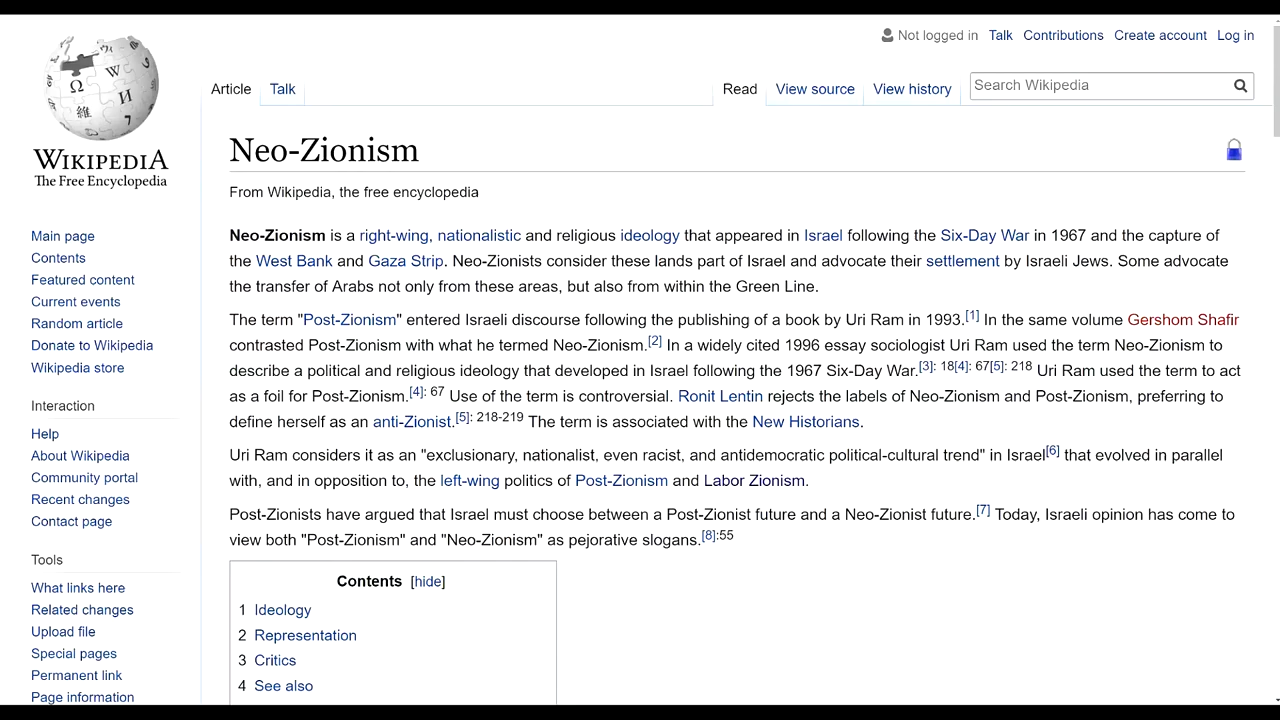 Not logged in Talk Contributions Create account Log in
Article Talk Read View source View history Search Wikipedia
WIKIPEDIA
The Free Encyclopedia
Main page
Contents
Featured content
Current events
Random article
Donate to Wikipedia
Wikipedia store
Interaction
Help
About Wikipedia
Community portal
Recent changes
Contact page
Tools
What links here
Related changes
Upload file
Special pages
Permanent link
Page information
Neo-Zionism
From Wikipedia, the free encyclopedia
Neo-Zionism is a right-wing, nationalistic and religious ideology that appeared in Israel following the Six-Day War in 1967 and the capture of
the West Bank and Gaza Strip. Neo-Zionists consider these lands part of Israel and advocate their settlement by Israeli Jews. Some advocate
the transfer of Arabs not only from these areas, but also from within the Green Line.
The term "Post-Zionism" entered Israeli discourse following the publishing of a book by Uri Ram in 1993.[1] In the same volume Gershom Shafir
contrasted Post-Zionism with what he termed Neo-Zionism.[2] In a widely cited 1996 essay sociologist Uri Ram used the term Neo-Zionism to
describe a political and religious ideology that developed in Israel following the 1967 Six-Day War.[3]: 18[4]: 67[5]: 218 Uri Ram used the term to act
as a foil for Post-Zionism.[4]: 67 Use of the term is controversial. Ronit Lentin rejects the labels of Neo-Zionism and Post-Zionism, preferring to
define herself as an anti-Zionist.[5]: 218-219 The term is associated with the New Historians.
Uri Ram considers it as an "exclusionary, nationalist, even racist, and antidemocratic political-cultural trend" in Israel[6] that evolved in parallel
with, and in opposition to, the left-wing politics of Post-Zionism and Labor Zionism.
Post-Zionists have argued that Israel must choose between a Post-Zionist future and a Neo-Zionist future.[7] Today, Israeli opinion has come to
view both "Post-Zionism" and "Neo-Zionism" as pejorative slogans.[8]:55
Contents [hide]
1 Ideology
2 Representation
3 Critics
4 See also